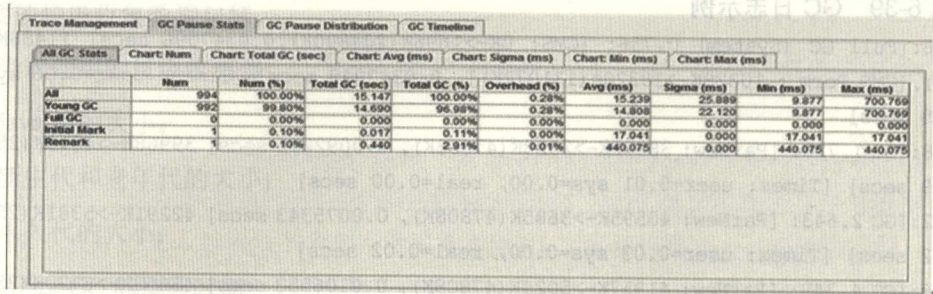 Trace Management GC Pause Stats GC Pause Distribution GC Timeline
All GC Stats Chart: Num Chart: Total GC (sec) Chart: Avg (ms) Chart: Sigma (ms) Chart: Min (ms) Chart: Max (ms)
Num Num (%) Total GC (sec) Total GC (%) Overhead (%) Avg (ms) Sigma (ms) Min (ms) Max (ms)
All 994 100.00% 15.147 100.00% 0.28% 15.239 25.889 9.877 700.769
Young GC 992 99.80% 14.690 96.98% 0.28% 14.808 22.120 9.877 700.769
Full GC 0 0.00% 0.000 0.00% 0.00% 0.000 0.000 0.000 0.000
Initial Mark 1 0.10% 0.017 0.11% 0.00% 17.041 0.000 17.041 17.041
Remark 1 0.10% 0.440 2.91% 0.01% 440.075 0.000 440.075 440.075